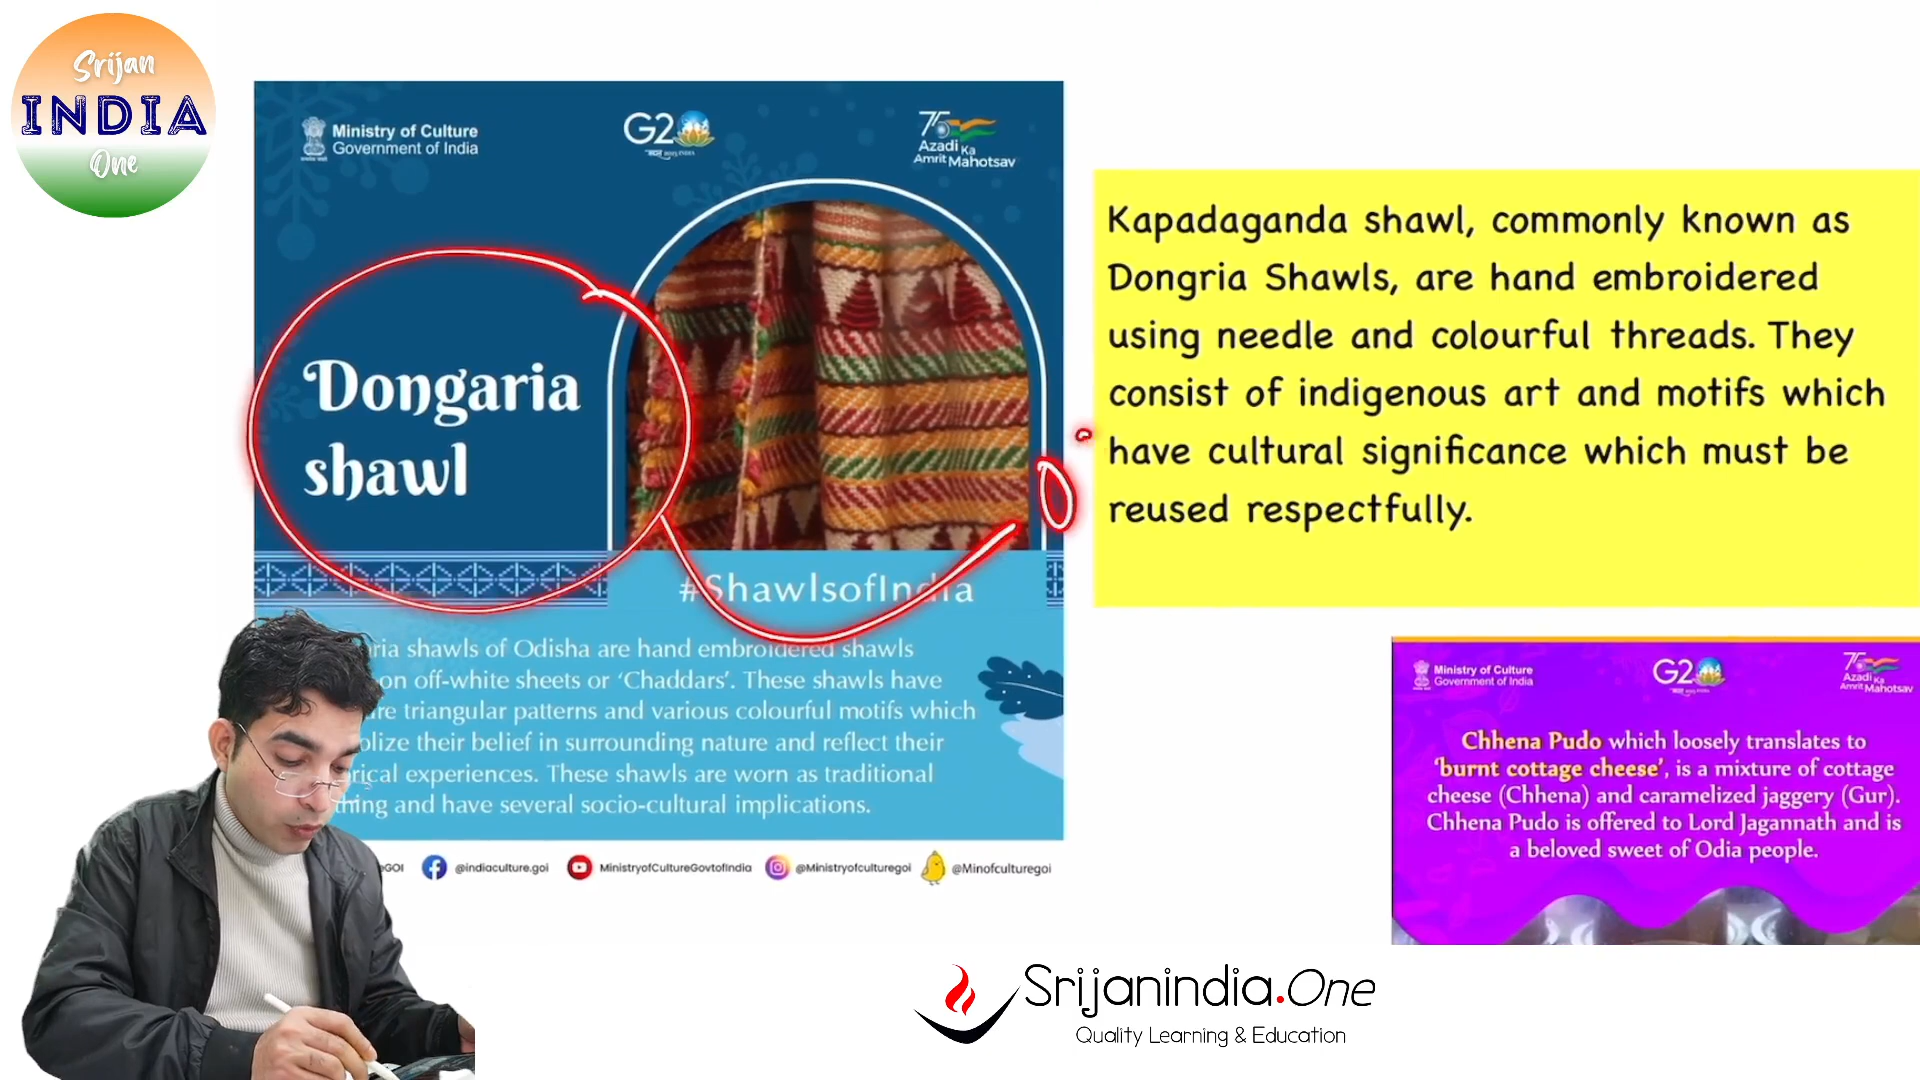 Srijan
INDIA
One
Ministry of Culture
Government of India
G20
75
Azadi Ka
Amrit Mahotsav
Dongaria
shawl
#ShawlsofIndia
shawls of Odisha are hand embroidered shawls
on off-white sheets or ‘Chaddars’. These shawls have
triangular patterns and various colourful motifs which
their belief in surrounding nature and reflect their
experiences. These shawls are worn as traditional
and have several socio-cultural implications.
@indiaculture.goi
MinistryofCultureGovtofIndia
@Ministryofculturegoi
@Minofculturegoi
Kapadaganda shawl, commonly known as
Dongria Shawls, are hand embroidered
using needle and colourful threads. They
consist of indigenous art and motifs which
have cultural significance which must be
reused respectfully.
Ministry of Culture
Government of India
G20
75
Azadi Ka
Amrit Mahotsav
Chhena Pudo which loosely translates to
‘burnt cottage cheese’, is a mixture of cottage
cheese (Chhena) and caramelized jaggery (Gur).
Chhena Pudo is offered to Lord Jagannath and is
a beloved sweet of Odia people.
Srijanindia.One
Quality Learning & Education